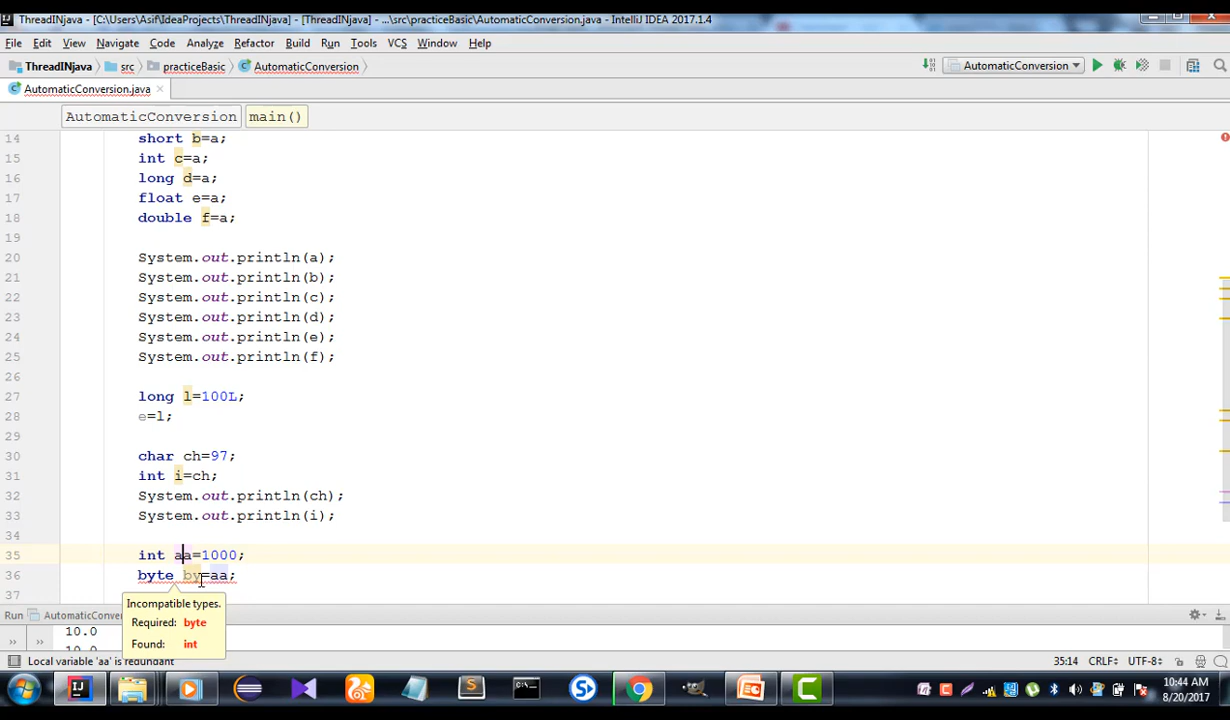 ThreadINjava - [C:\Users\Asif\IdeaProjects\ThreadINjava] - [ThreadINjava] - ...\src\practiceBasic\AutomaticConversion.java - IntelliJ IDEA 2017.1.4
File Edit View Navigate Code Analyze Refactor Build Run Tools VCS Window Help
ThreadINjava src practiceBasic AutomaticConversion AutomaticConversion
AutomaticConversion.java
AutomaticConversion main()
14 short b=a;
15 int c=a;
16 long d=a;
17 float e=a;
18 double f=a;
19
20 System.out.println(a);
21 System.out.println(b);
22 System.out.println(c);
23 System.out.println(d);
24 System.out.println(e);
25 System.out.println(f);
26
27 long l=100L;
28 e=l;
29
30 char ch=97;
31 int i=ch;
32 System.out.println(ch);
33 System.out.println(i);
34
35 int aa=1000;
36 byte by=aa;
37
Incompatible types.
Required: byte
Found: int
Run AutomaticCon
10.0
Local variable 'aa' is redundant 35:14 CRLF UTF-8
10:44 AM
8/20/2017